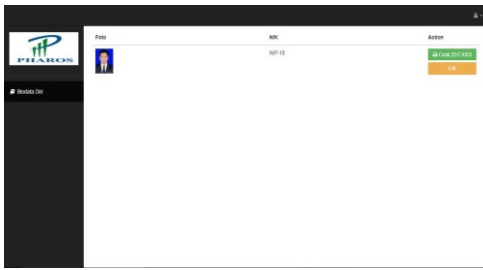 PHAROS
Foto NIK Action
NIP-18 Cetak ID CARD
Edit
Biodata Diri